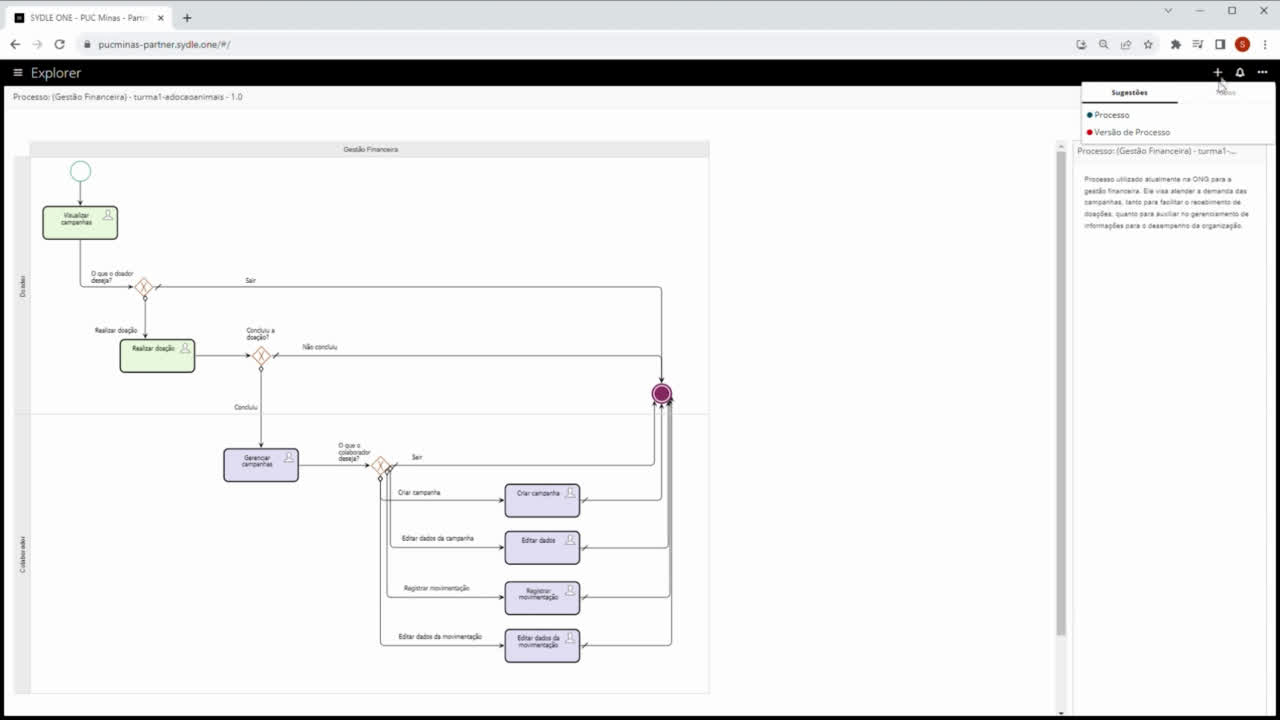 SYDLE ONE - PUC Minas - Partn
pucminas-partner.sydle.one/#/
S
Explorer
Processo: (Gestão Financeira) - turma1-adocaoanimais - 1.0
Sugestões
Todos
Processo
Versão de Processo
Processo: (Gestão Financeira) - turma1-...
Processo utilizado atualmente na ONG para a
gestão financeira. Ele visa atender a demanda das
campanhas, tanto para facilitar o recebimento de
doações, quanto para auxiliar no gerenciamento de
informações para o desempenho da organização.
Gestão Financeira
Doador
Visualizar
campanhas
O que o doador
deseja?
Sair
Realizar doação
Realizar doação
Concluiu a
doação?
Não concluiu
Concluiu
Colaborador
Gerenciar
campanhas
O que o
colaborador
deseja?
Sair
Criar campanha
Criar campanha
Editar dados da campanha
Editar dados
Registrar movimentação
Registrar
movimentação
Editar dados da movimentação
Editar dados da
movimentação